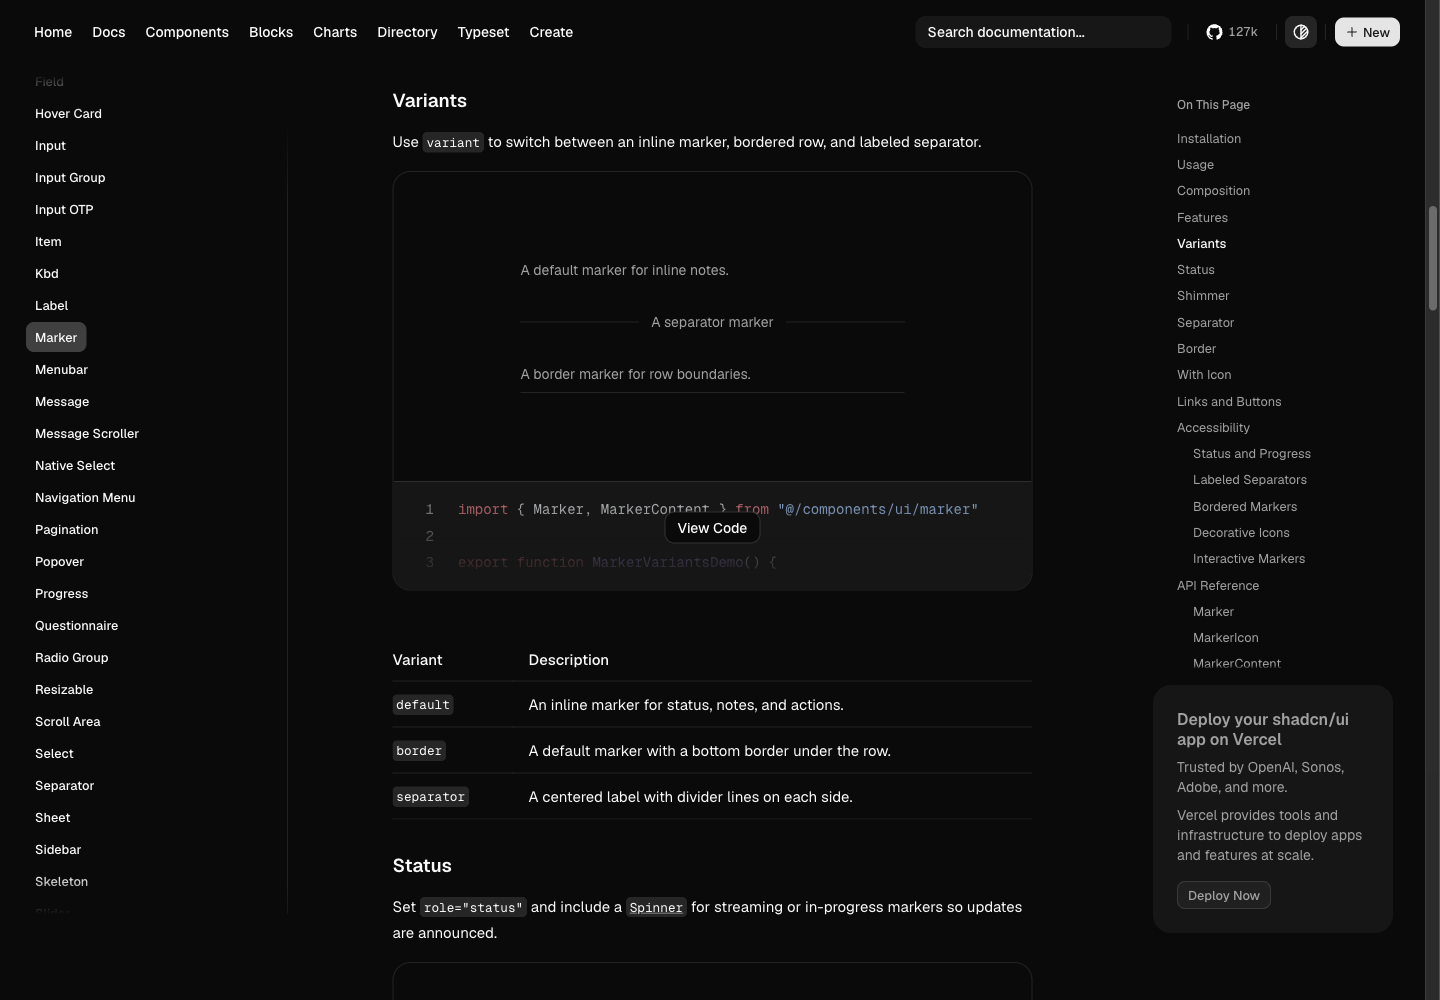 Home Docs Components Blocks Charts Directory Typeset Create
Search documentation...
127k
New
Field
Hover Card
Input
Input Group
Input OTP
Item
Kbd
Label
Marker
Menubar
Message
Message Scroller
Native Select
Navigation Menu
Pagination
Popover
Progress
Questionnaire
Radio Group
Resizable
Scroll Area
Select
Separator
Sheet
Sidebar
Skeleton
Slider
Variants
Use variant to switch between an inline marker, bordered row, and labeled separator.
A default marker for inline notes.
A separator marker
A border marker for row boundaries.
1 import { Marker, MarkerContent } from "@/components/ui/marker"
2
View Code
3 export function MarkerVariantsDemo() {
Variant Description
default An inline marker for status, notes, and actions.
border A default marker with a bottom border under the row.
separator A centered label with divider lines on each side.
Status
Set role="status" and include a Spinner for streaming or in-progress markers so updates
are announced.
On This Page
Installation
Usage
Composition
Features
Variants
Status
Shimmer
Separator
Border
With Icon
Links and Buttons
Accessibility
Status and Progress
Labeled Separators
Bordered Markers
Decorative Icons
Interactive Markers
API Reference
Marker
MarkerIcon
MarkerContent
Deploy your shadcn/ui
app on Vercel
Trusted by OpenAI, Sonos,
Adobe, and more.
Vercel provides tools and
infrastructure to deploy apps
and features at scale.
Deploy Now